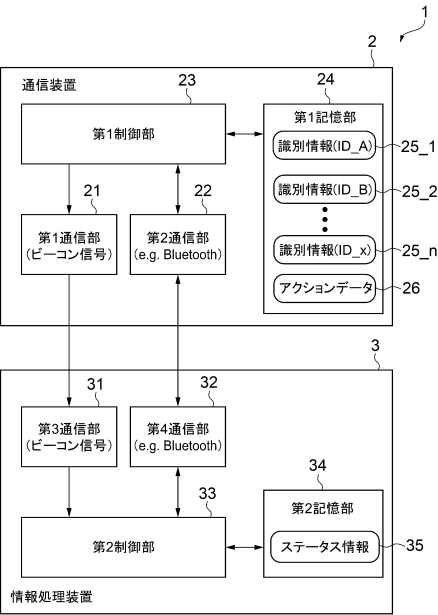 1
2
通信装置
23
第1制御部
24
第1記憶部
識別情報(ID_A)
25_1
識別情報(ID_B)
25_2
識別情報(ID_x)
25_n
アクションデータ
26
21
第1通信部
(ビーコン信号)
22
第2通信部
(e.g. Bluetooth)
3
31
第3通信部
(ビーコン信号)
32
第4通信部
(e.g. Bluetooth)
33
第2制御部
34
第2記憶部
ステータス情報
35
情報処理装置